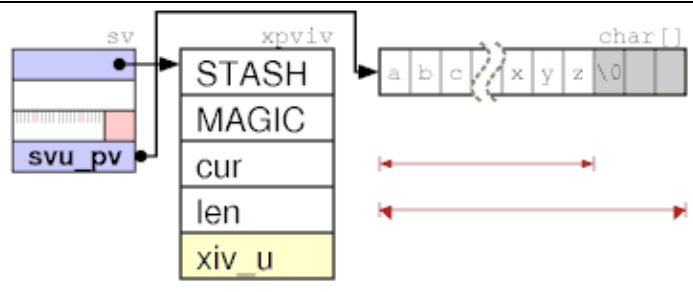 sv xpviv char[]
STASH a b c x y z \0
MAGIC
svu_pv cur
len
xiv_u